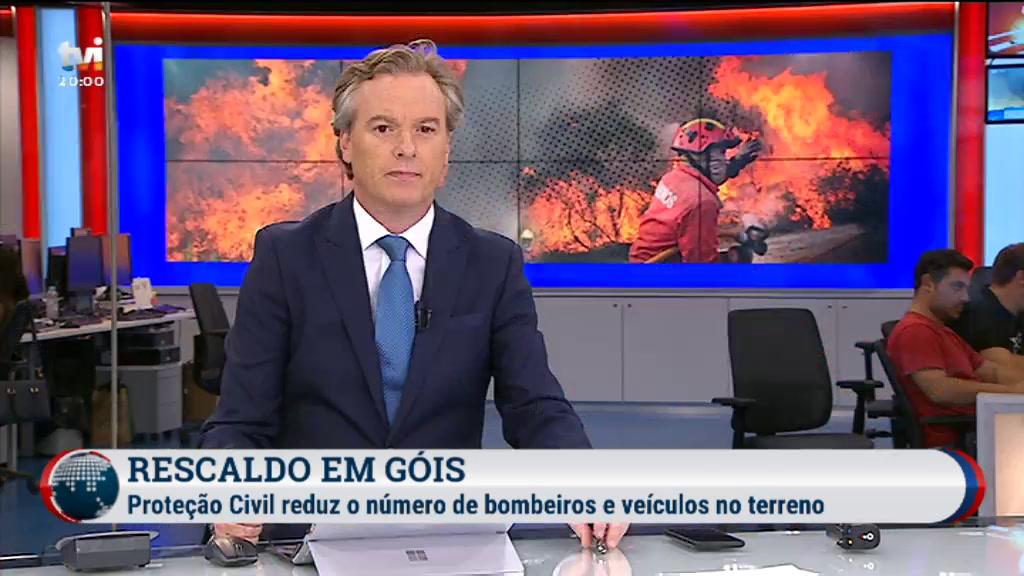 tvi
20:00
RESCALDO EM GÓIS
Proteção Civil reduz o número de bombeiros e veículos no terreno